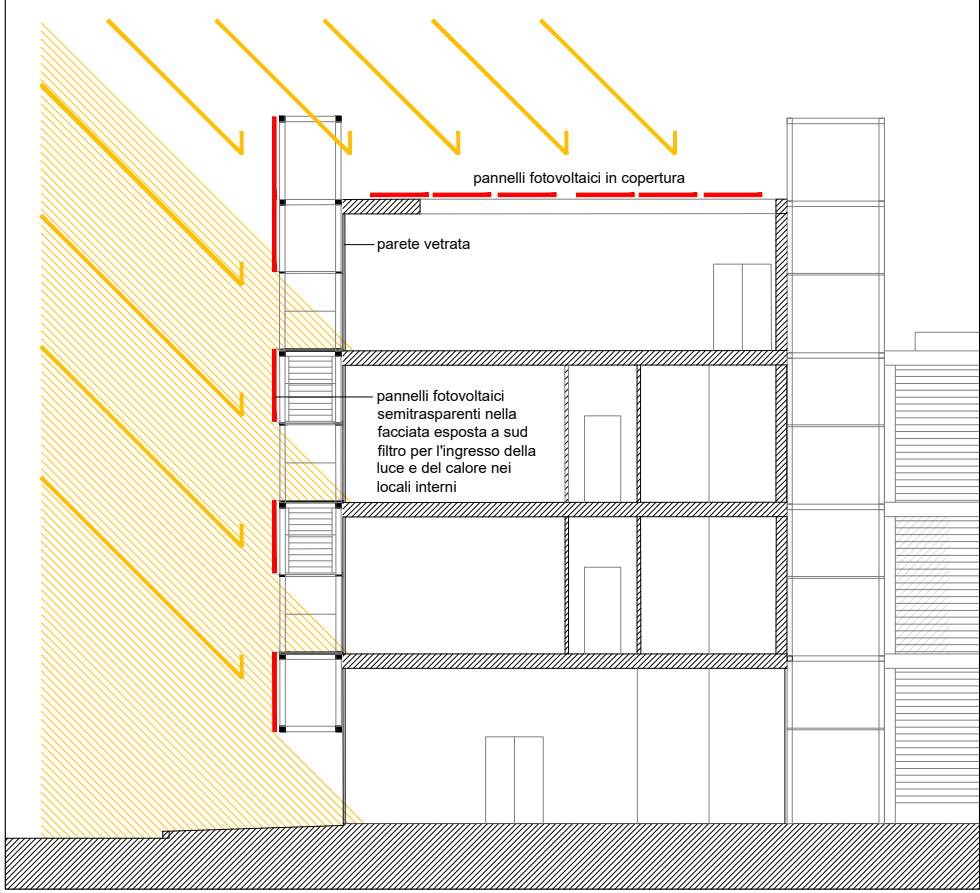 pannelli fotovoltaici in copertura
parete vetrata
pannelli fotovoltaici
semitrasparenti nella
facciata esposta a sud
filtro per l'ingresso della
luce e del calore nei
locali interni